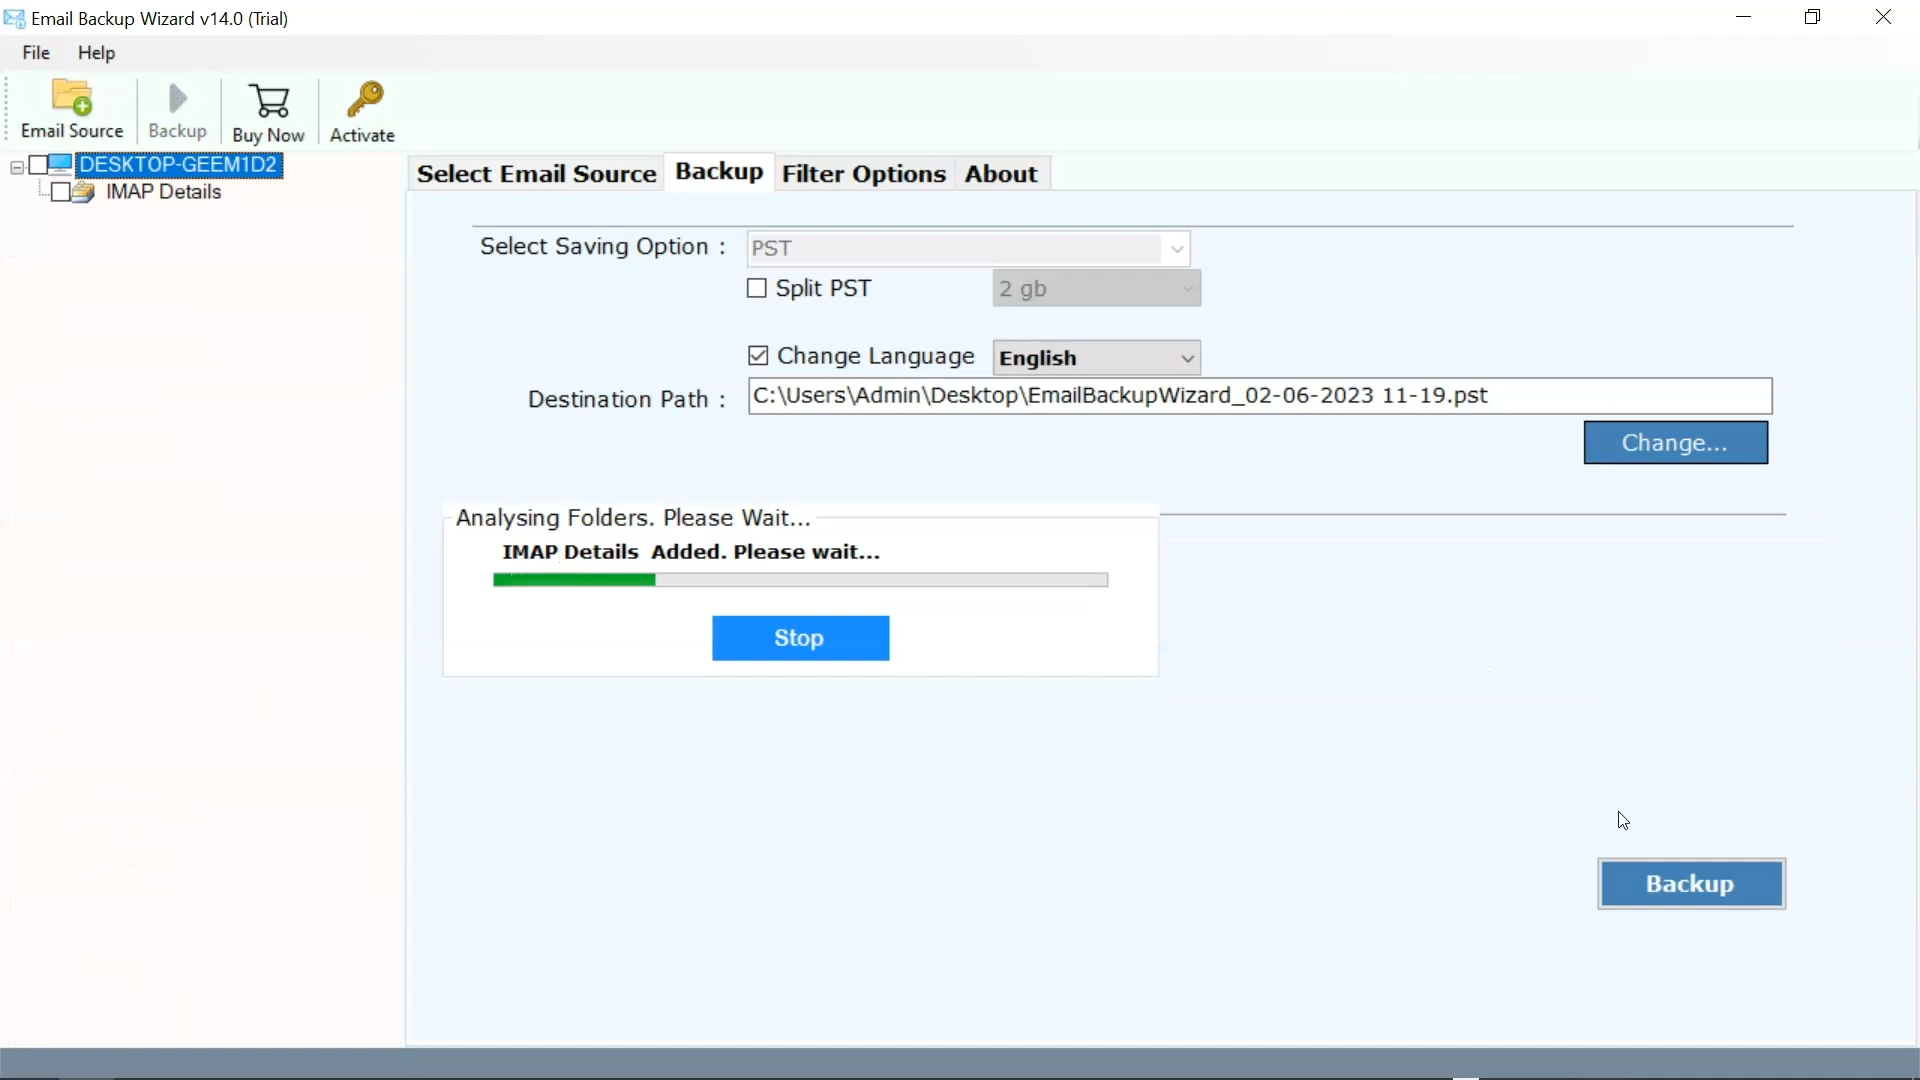 Email Backup Wizard v14.0 (Trial)
File Help
Email Source Backup Buy Now Activate
DESKTOP-GEEM1D2
IMAP Details
Select Email Source Backup Filter Options About
Select Saving Option : PST
Split PST 2 gb
Change Language English
Destination Path : C:\Users\Admin\Desktop\EmailBackupWizard_02-06-2023 11-19.pst
Change...
Analysing Folders. Please Wait...
IMAP Details Added. Please wait...
Stop
Backup